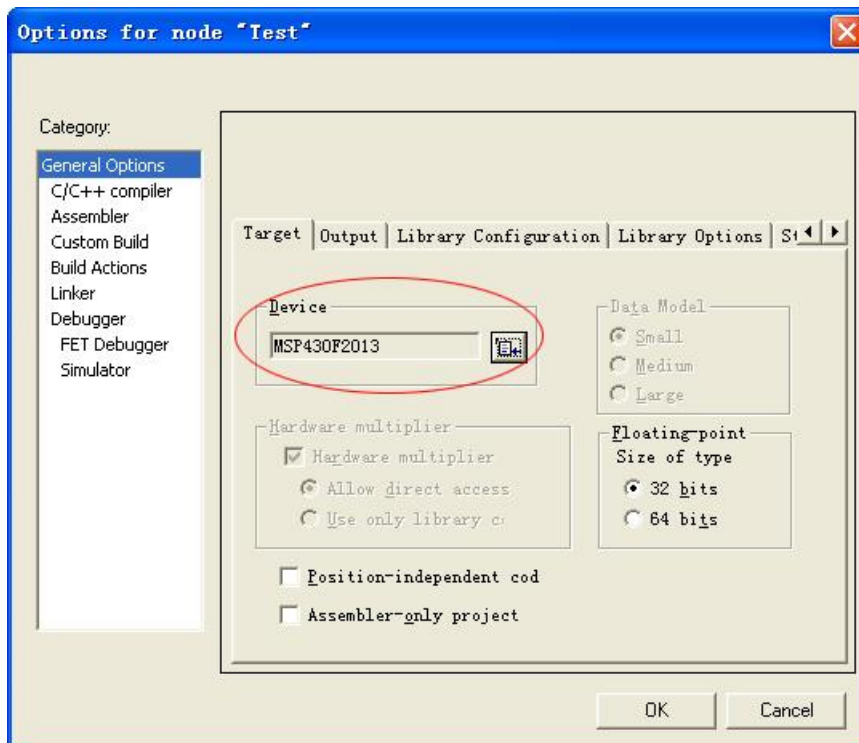 Options for node "Test"
Category:
General Options
C/C++ compiler
Assembler
Custom Build
Build Actions
Linker
Debugger
FET Debugger
Simulator
Target Output Library Configuration Library Options
Device
MSP430F2013
Data Model
Small
Medium
Large
Hardware multiplier
Hardware multiplier
Allow direct access
Use only library
Floating-point
Size of type
32 bits
64 bits
Position-independent cod
Assembler-only project
OK Cancel